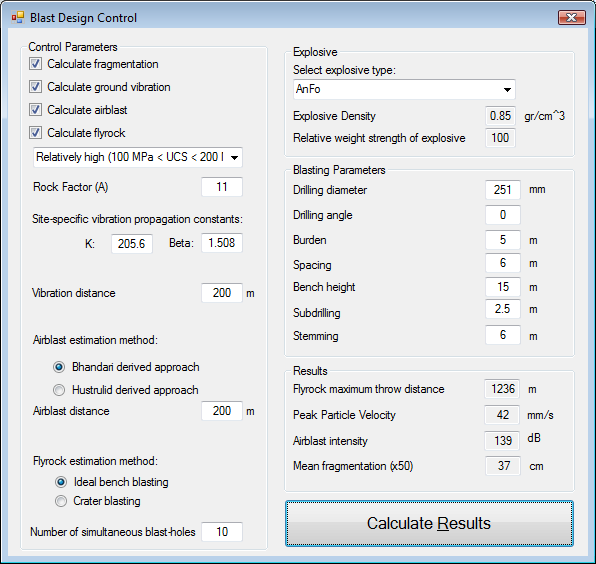 Blast Design Control
Control Parameters
Calculate fragmentation
Calculate ground vibration
Calculate airblast
Calculate flyrock
Relatively high (100 MPa < UCS < 200 I
Rock Factor (A) 11
Site-specific vibration propagation constants:
K: 205.6 Beta: 1.508
Vibration distance 200 m
Airblast estimation method:
Bhandari derived approach
Hustrulid derived approach
Airblast distance 200 m
Flyrock estimation method:
Ideal bench blasting
Crater blasting
Number of simultaneous blast-holes 10
Explosive
Select explosive type:
AnFo
Explosive Density 0.85 gr/cm^3
Relative weight strength of explosive 100
Blasting Parameters
Drilling diameter 251 mm
Drilling angle 0
Burden 5 m
Spacing 6 m
Bench height 15 m
Subdrilling 2.5 m
Stemming 6 m
Results
Flyrock maximum throw distance 1236 m
Peak Particle Velocity 42 mm/s
Airblast intensity 139 dB
Mean fragmentation (x50) 37 cm
Calculate Results